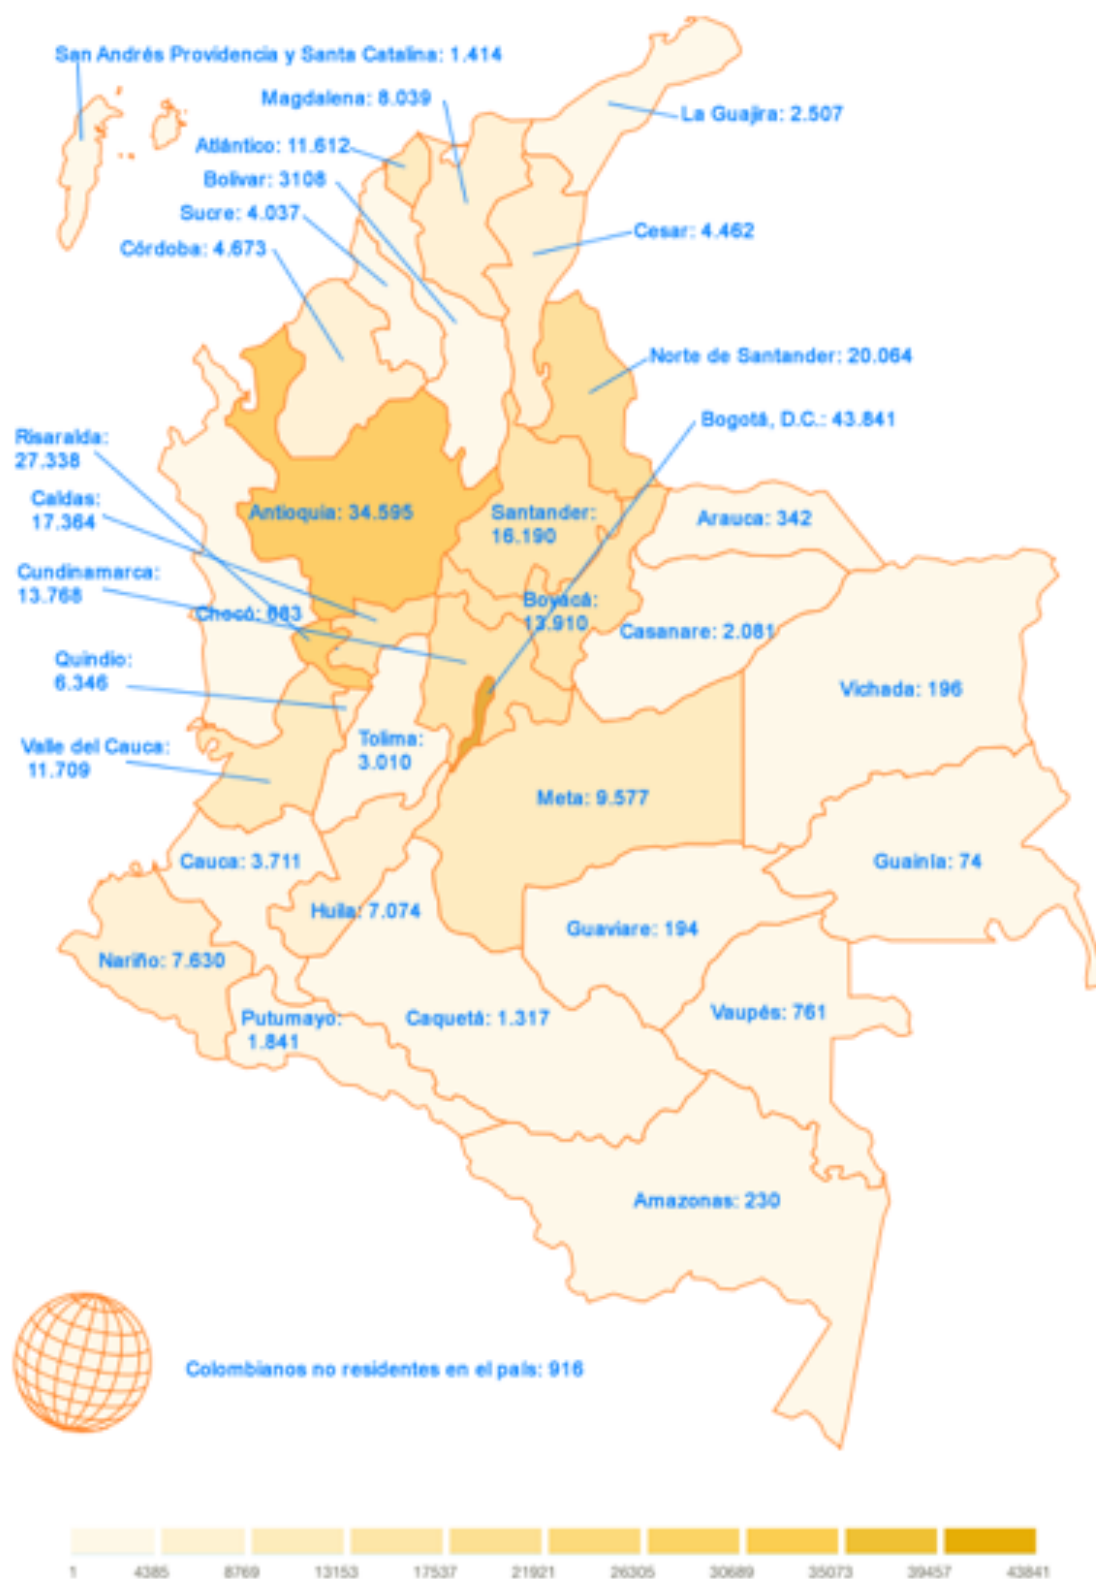 San Andrés Providencia y Santa Catalina: 1.414
Magdalena: 8.039
La Guajira: 2.507
Atlántico: 11.612
Bolivar: 3108
Sucre: 4.037
Cesar: 4.462
Córdoba: 4.673
Norte de Santander: 20.064
Bogotá, D.C.: 43.841
Risaralda:
27.338
Caldas:
17.364
Antioquia: 34.595
Santander:
16.190
Arauca: 342
Cundinamarca:
13.768
Chocó: 683
Boyacá:
13.910
Casanare: 2.081
Quindío:
6.346
Vichada: 196
Valle del Cauca:
11.709
Tolima:
3.010
Meta: 9.577
Cauca: 3.711
Guainía: 74
Huila: 7.074
Guaviare: 194
Nariño: 7.630
Putumayo:
1.841
Caquetá: 1.317
Vaupés: 761
Amazonas: 230
Colombianos no residentes en el país: 916
1 4385 8769 13153 17537 21921 26305 30689 35073 39457 43841